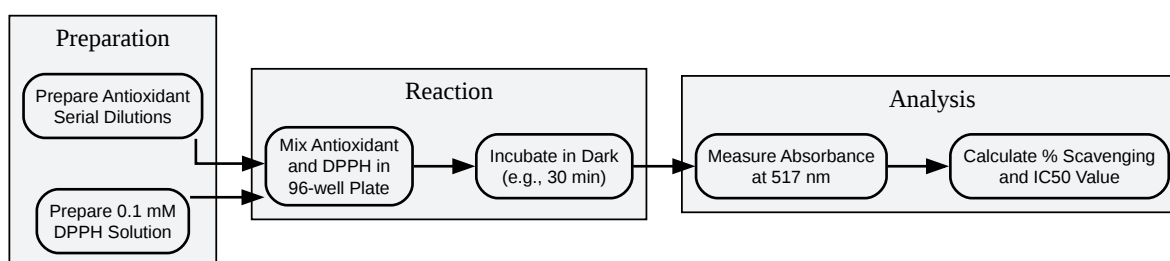 Preparation
Prepare Antioxidant
Serial Dilutions
Prepare 0.1 mM
DPPH Solution
Reaction
Mix Antioxidant
and DPPH in
96-well Plate
Incubate in Dark
(e.g., 30 min)
Analysis
Measure Absorbance
at 517 nm
Calculate % Scavenging
and IC50 Value